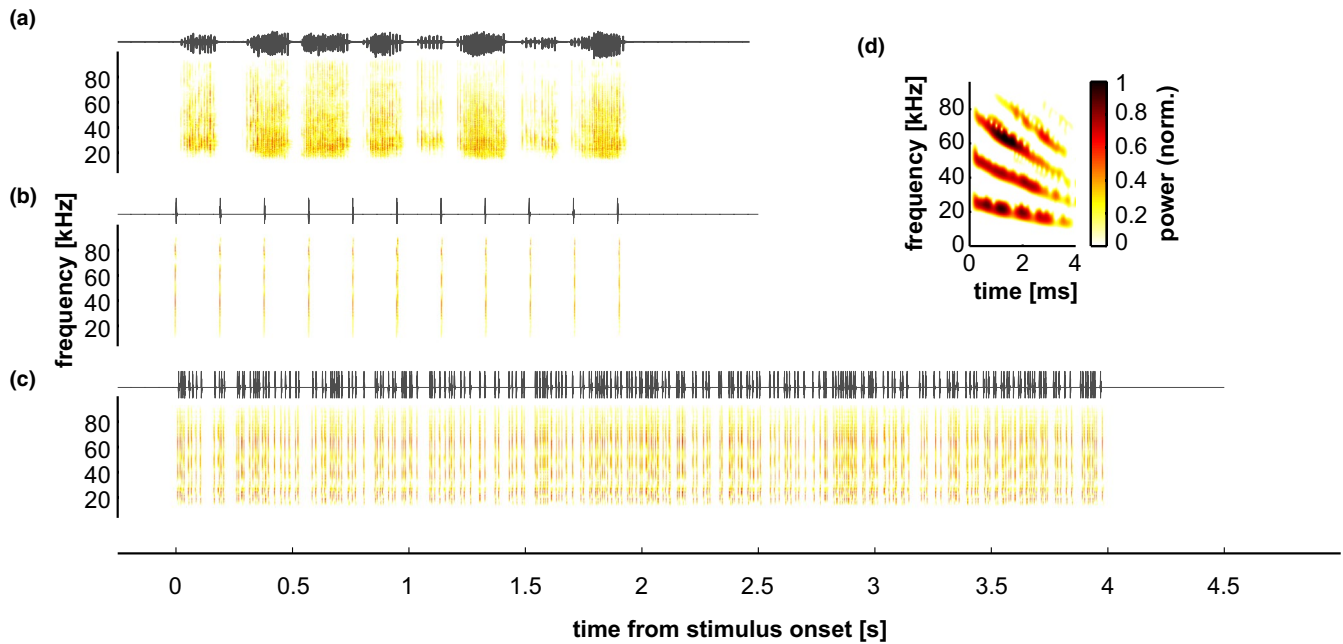 (a)
80
60
40
20
(b)
80
60
40
20
frequency [kHz]
(c)
80
60
40
20
0 0.5 1 1.5 2 2.5 3 3.5 4 4.5
time from stimulus onset [s]
(d)
80
60
40
20
0
frequency [kHz]
0 2 4
time [ms]
1
0.8
0.6
0.4
0.2
0
power (norm.)